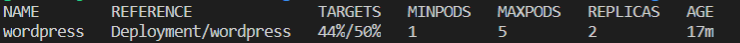 NAME REFERENCE TARGETS MINPODS MAXPODS REPLICAS AGE
wordpress Deployment/wordpress 44%/50% 1 5 2 17m